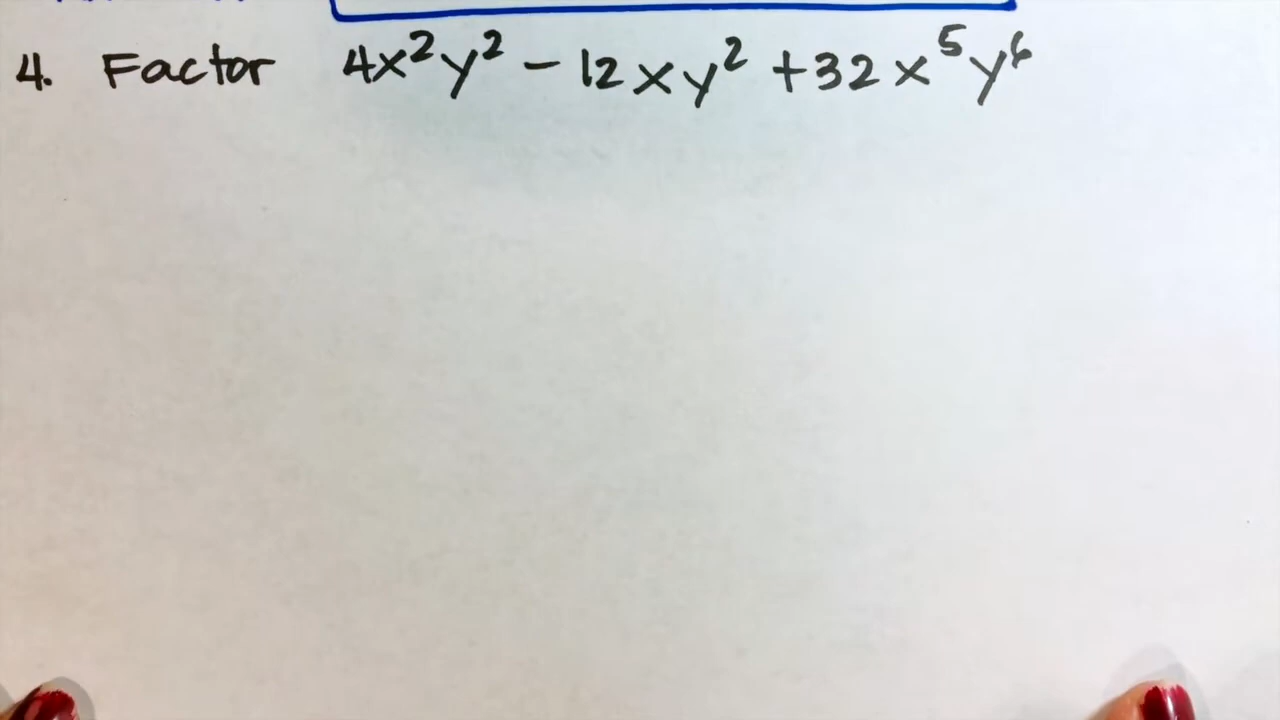 4. Factor 4x²y² - 12xy² + 32x⁵y⁶